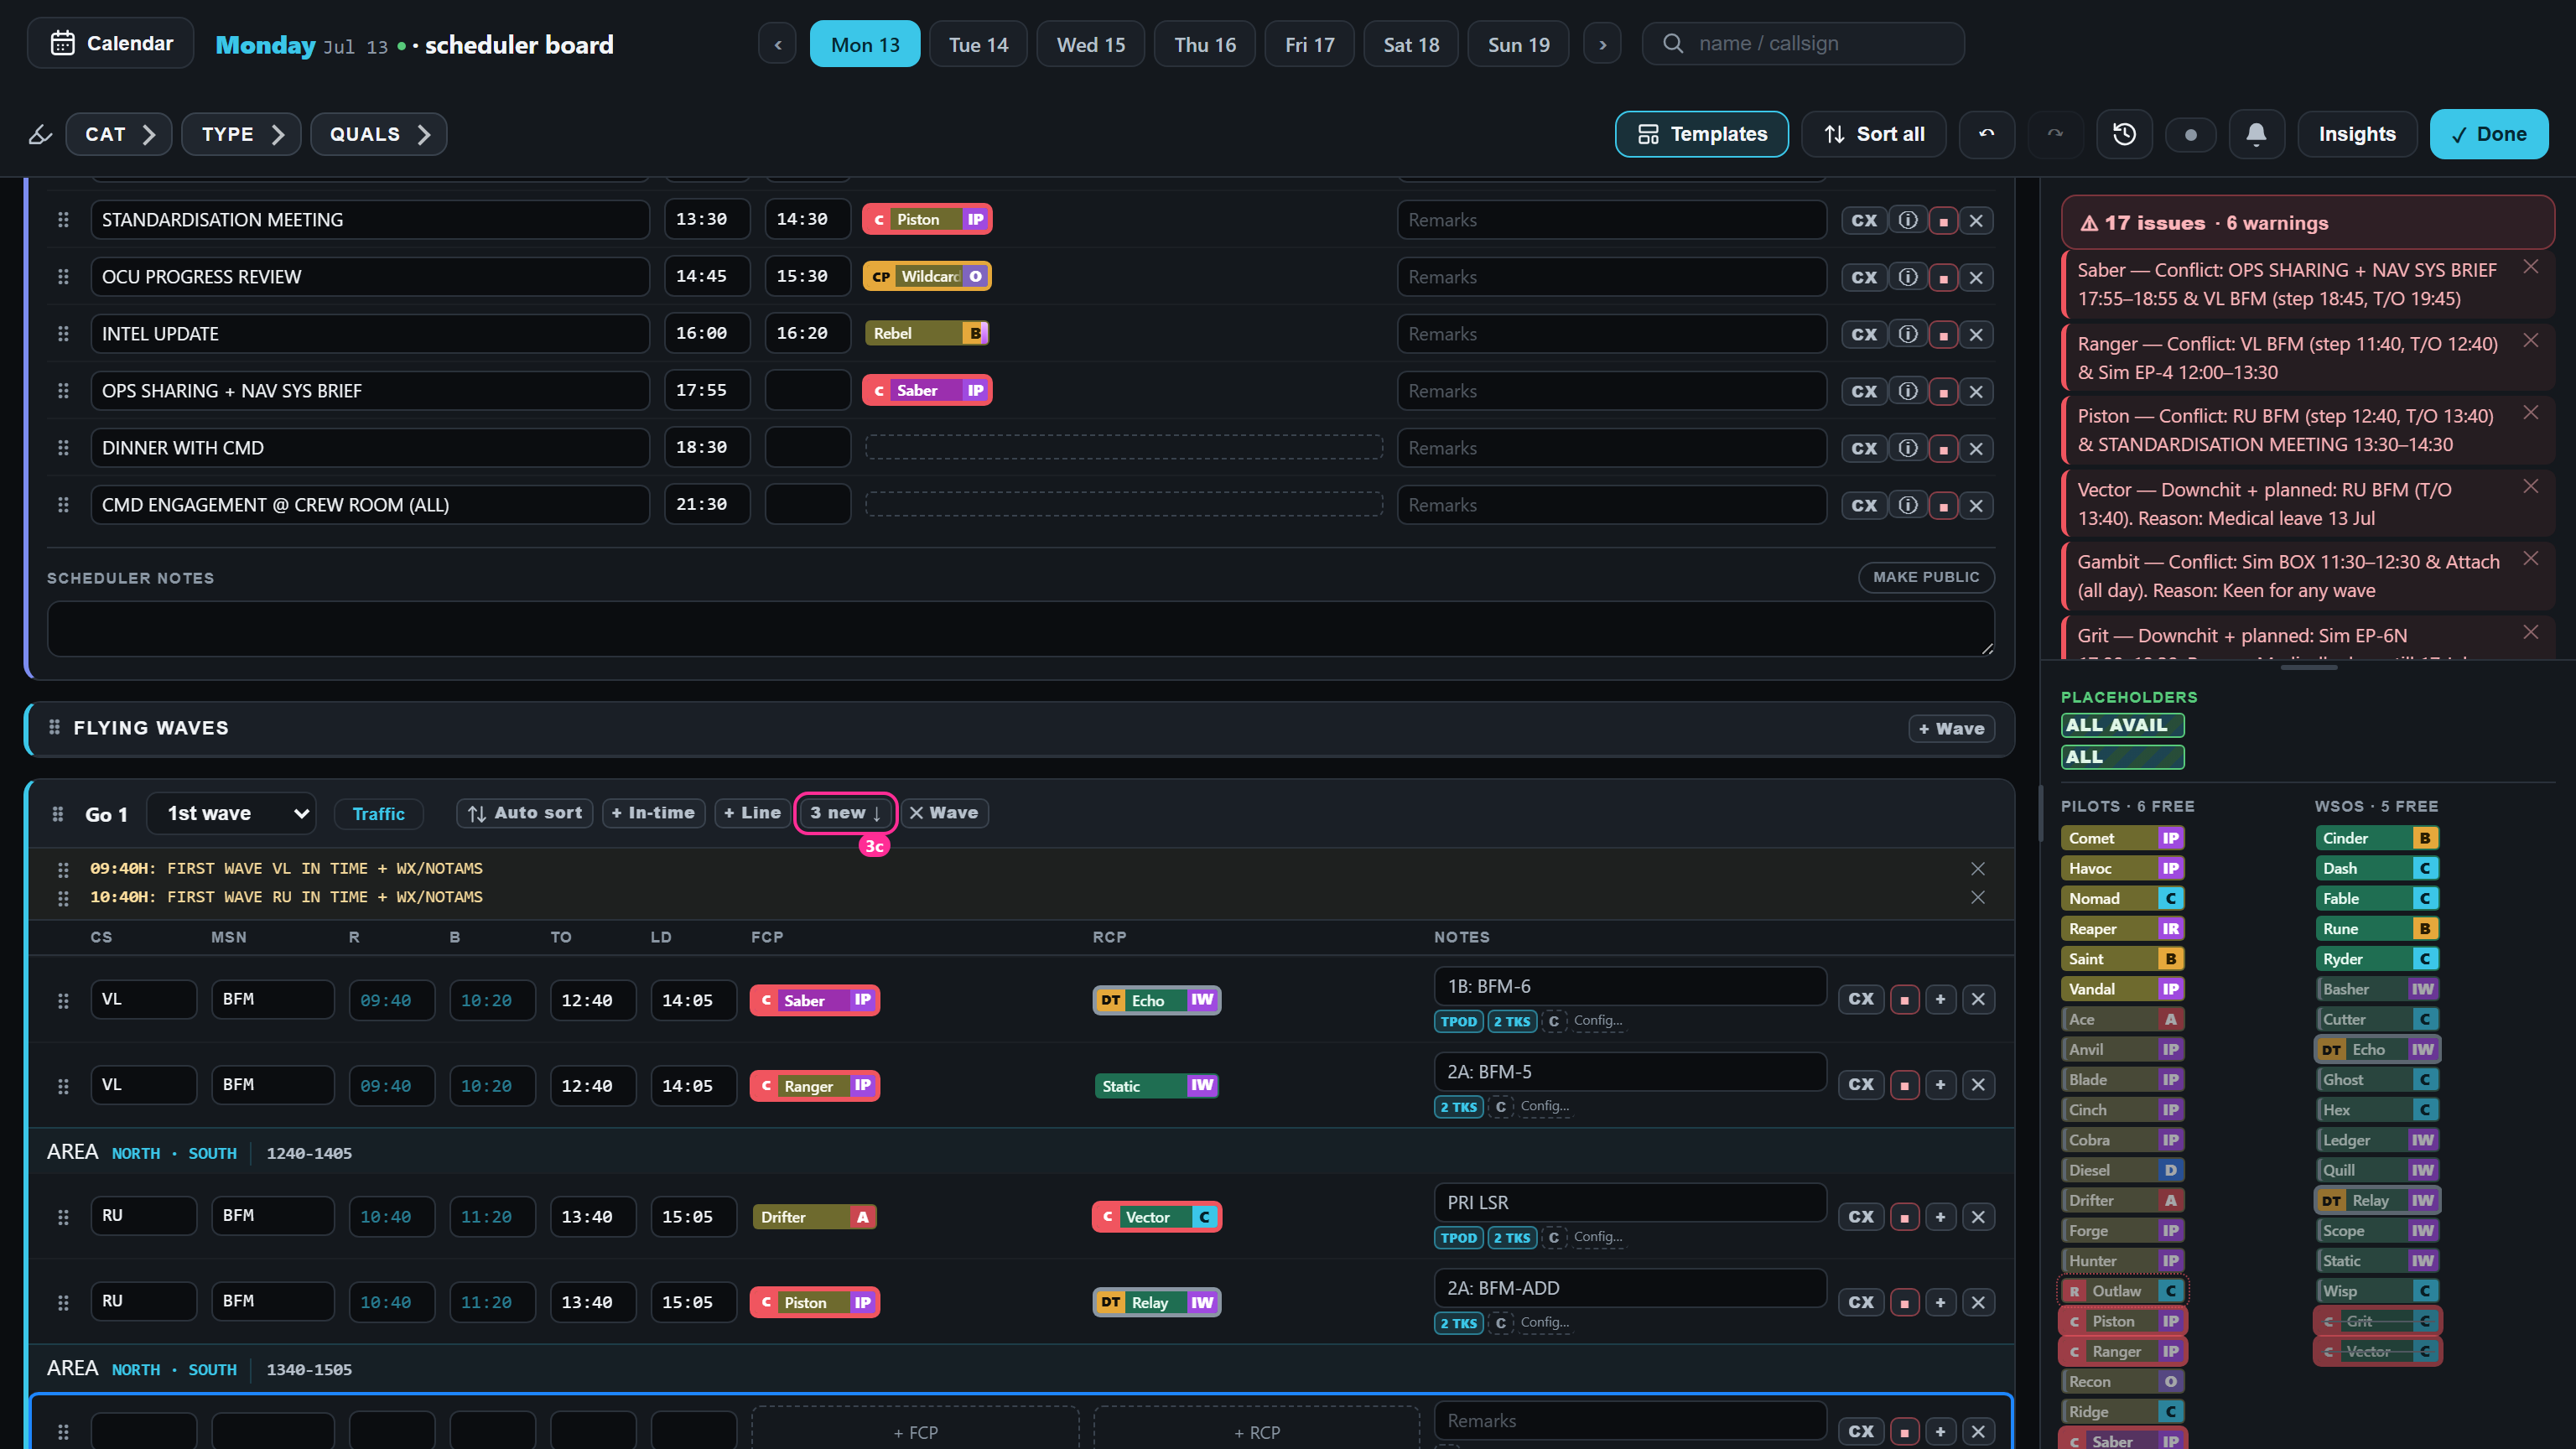 Calendar
Monday Jul 13 • · scheduler board
‹ Mon 13 Tue 14 Wed 15 Thu 16 Fri 17 Sat 18 Sun 19 ›
name / callsign
CAT TYPE QUALS
Templates Sort all Insights ✓ Done
STANDARDISATION MEETING 13:30 14:30 C Piston IP Remarks CX
OCU PROGRESS REVIEW 14:45 15:30 CP Wildcard O Remarks CX
INTEL UPDATE 16:00 16:20 Rebel B Remarks CX
OPS SHARING + NAV SYS BRIEF 17:55 C Saber IP Remarks CX
DINNER WITH CMD 18:30 Remarks CX
CMD ENGAGEMENT @ CREW ROOM (ALL) 21:30 Remarks CX
SCHEDULER NOTES MAKE PUBLIC
FLYING WAVES + Wave
Go 1 1st wave Traffic Auto sort + In-time + Line 3 new ↓ × Wave
3c
09:40H: FIRST WAVE VL IN TIME + WX/NOTAMS
10:40H: FIRST WAVE RU IN TIME + WX/NOTAMS
CS MSN R B TO LD FCP RCP NOTES
VL BFM 09:40 10:20 12:40 14:05 C Saber IP DT Echo IW 1B: BFM-6 CX +
TPOD 2 TKS C Config...
VL BFM 09:40 10:20 12:40 14:05 C Ranger IP Static IW 2A: BFM-5 CX +
2 TKS C Config...
AREA NORTH · SOUTH 1240-1405
RU BFM 10:40 11:20 13:40 15:05 Drifter A C Vector C PRI LSR CX +
TPOD 2 TKS C Config...
RU BFM 10:40 11:20 13:40 15:05 C Piston IP DT Relay IW 2A: BFM-ADD CX +
2 TKS C Config...
AREA NORTH · SOUTH 1340-1505
+ FCP + RCP Remarks CX +
⚠ 17 issues · 6 warnings
Saber — Conflict: OPS SHARING + NAV SYS BRIEF
17:55–18:55 & VL BFM (step 18:45, T/O 19:45)
Ranger — Conflict: VL BFM (step 11:40, T/O 12:40)
& Sim EP-4 12:00–13:30
Piston — Conflict: RU BFM (step 12:40, T/O 13:40)
& STANDARDISATION MEETING 13:30–14:30
Vector — Downchit + planned: RU BFM (T/O
13:40). Reason: Medical leave 13 Jul
Gambit — Conflict: Sim BOX 11:30–12:30 & Attach
(all day). Reason: Keen for any wave
Grit — Downchit + planned: Sim EP-6N
PLACEHOLDERS
ALL AVAIL
ALL
PILOTS · 6 FREE WSOS · 5 FREE
Comet IP Cinder B
Havoc IP Dash C
Nomad C Fable C
Reaper IR Rune B
Saint B Ryder C
Vandal IP Basher IW
Ace A Cutter C
Anvil IP DT Echo IW
Blade IP Ghost C
Cinch IP Hex C
Cobra IP Ledger IW
Diesel D Quill IW
Drifter A DT Relay IW
Forge IP Scope IW
Hunter IP Static IW
R Outlaw C Wisp C
C Piston IP C Grit C
C Ranger IP C Vector C
Recon O
Ridge C
C Saber IP